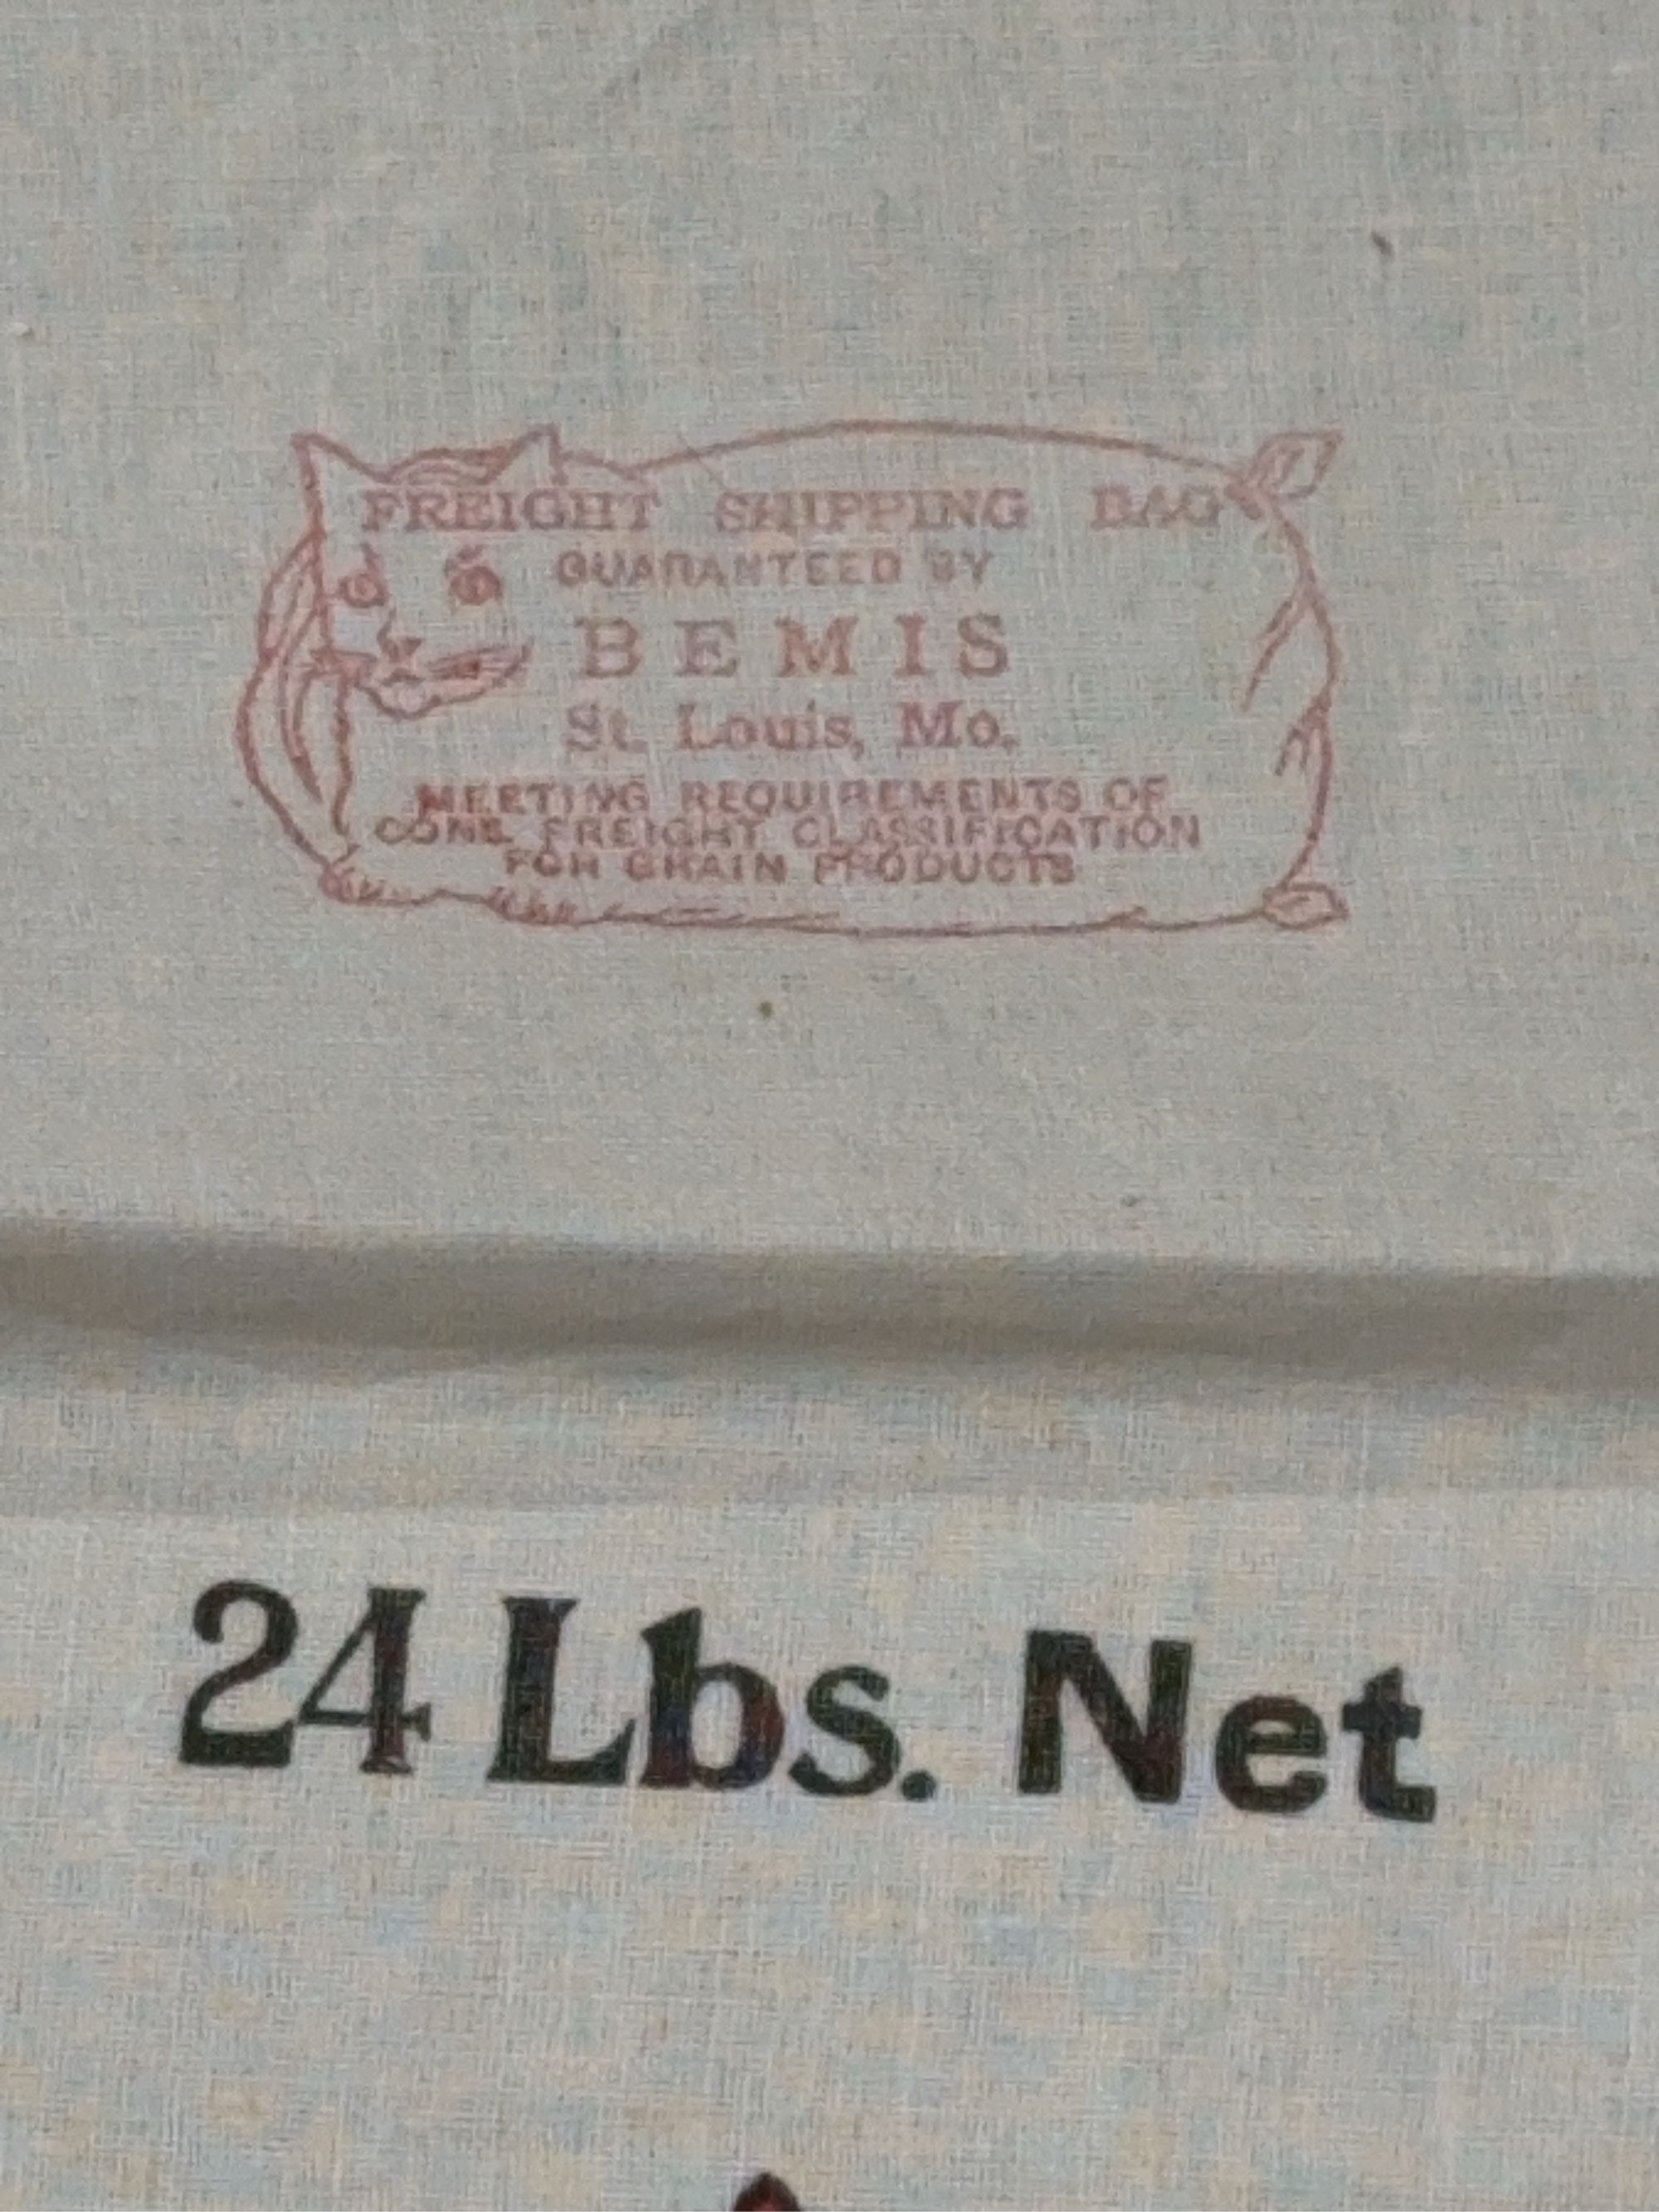 FREIGHT SHIPPING BAG
GUARANTEED BY
BEMIS
St. Louis, Mo.
MEETING REQUIREMENTS OF
CONS. FREIGHT CLASSIFICATION
FOR GRAIN PRODUCTS
24 Lbs. Net